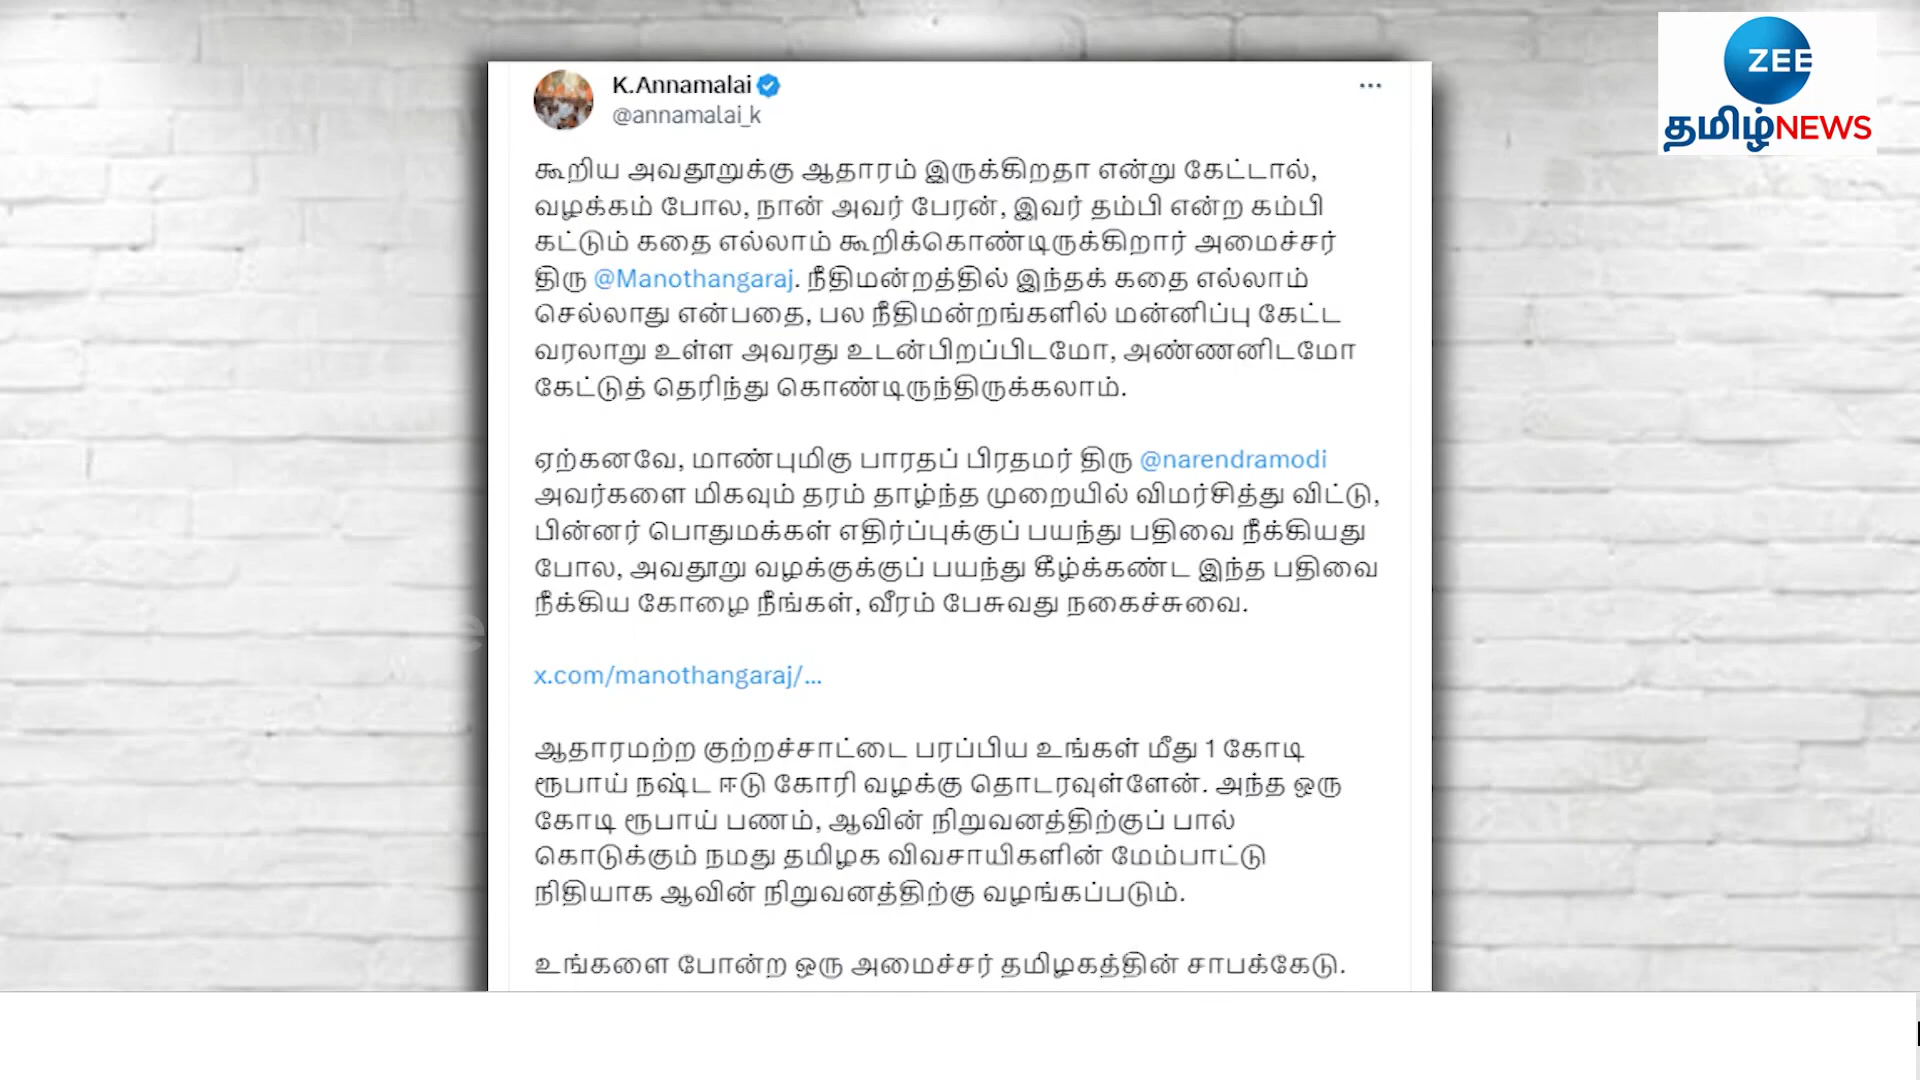 K.Annamalai
@annamalai_k
ZEE
தமிழ்NEWS
கூறிய அவதூறுக்கு ஆதாரம் இருக்கிறதா என்று கேட்டால்,
வழக்கம் போல, நான் அவர் பேரன், இவர் தம்பி என்ற கம்பி
கட்டும் கதை எல்லாம் கூறிக்கொண்டிருக்கிறார் அமைச்சர்
திரு @Manothangaraj. நீதிமன்றத்தில் இந்தக் கதை எல்லாம்
செல்லாது என்பதை, பல நீதிமன்றங்களில் மன்னிப்பு கேட்ட
வரலாறு உள்ள அவரது உடன்பிறப்பிடமோ, அண்ணனிடமோ
கேட்டுத் தெரிந்து கொண்டிருந்திருக்கலாம்.
ஏற்கனவே, மாண்புமிகு பாரதப் பிரதமர் திரு @narendramodi
அவர்களை மிகவும் தரம் தாழ்ந்த முறையில் விமர்சித்து விட்டு,
பின்னர் பொதுமக்கள் எதிர்ப்புக்குப் பயந்து பதிவை நீக்கியது
போல, அவதூறு வழக்குக்குப் பயந்து கீழ்க்கண்ட இந்த பதிவை
நீக்கிய கோழை நீங்கள், வீரம் பேசுவது நகைச்சுவை.
x.com/manothangaraj/...
ஆதாரமற்ற குற்றச்சாட்டை பரப்பிய உங்கள் மீது 1 கோடி
ரூபாய் நஷ்ட ஈடு கோரி வழக்கு தொடரவுள்ளேன். அந்த ஒரு
கோடி ரூபாய் பணம், ஆவின் நிறுவனத்திற்குப் பால்
கொடுக்கும் நமது தமிழக விவசாயிகளின் மேம்பாட்டு
நிதியாக ஆவின் நிறுவனத்திற்கு வழங்கப்படும்.
உங்களை போன்ற ஒரு அமைச்சர் தமிழகத்தின் சாபக்கேடு.